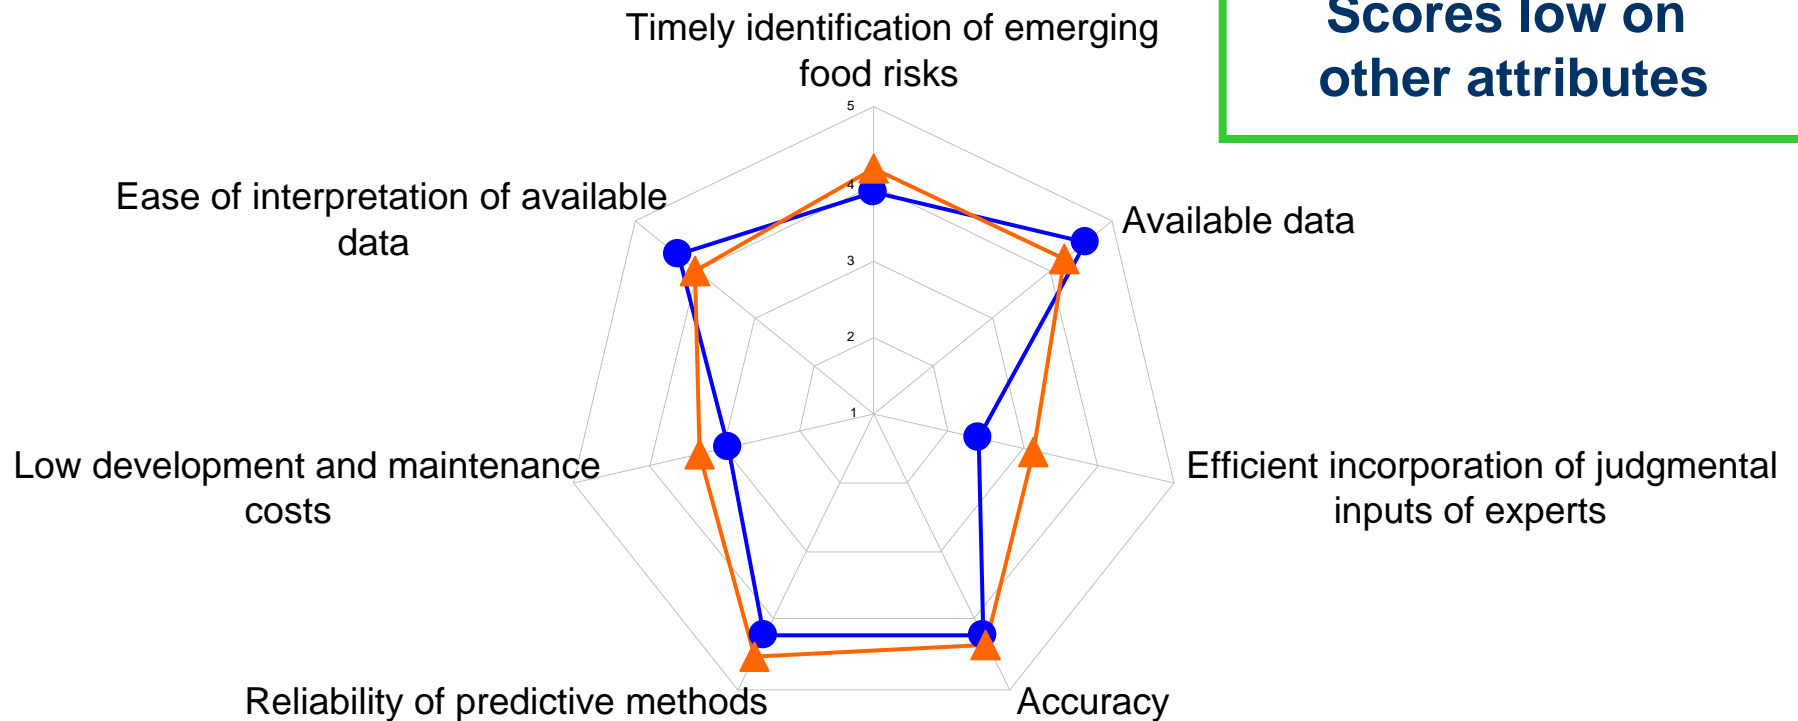 Scores low on
other attributes
Timely identification of emerging
food risks
5
4
3
2
1
Ease of interpretation of available
data
Available data
Low development and maintenance
costs
Efficient incorporation of judgmental
inputs of experts
Reliability of predictive methods
Accuracy